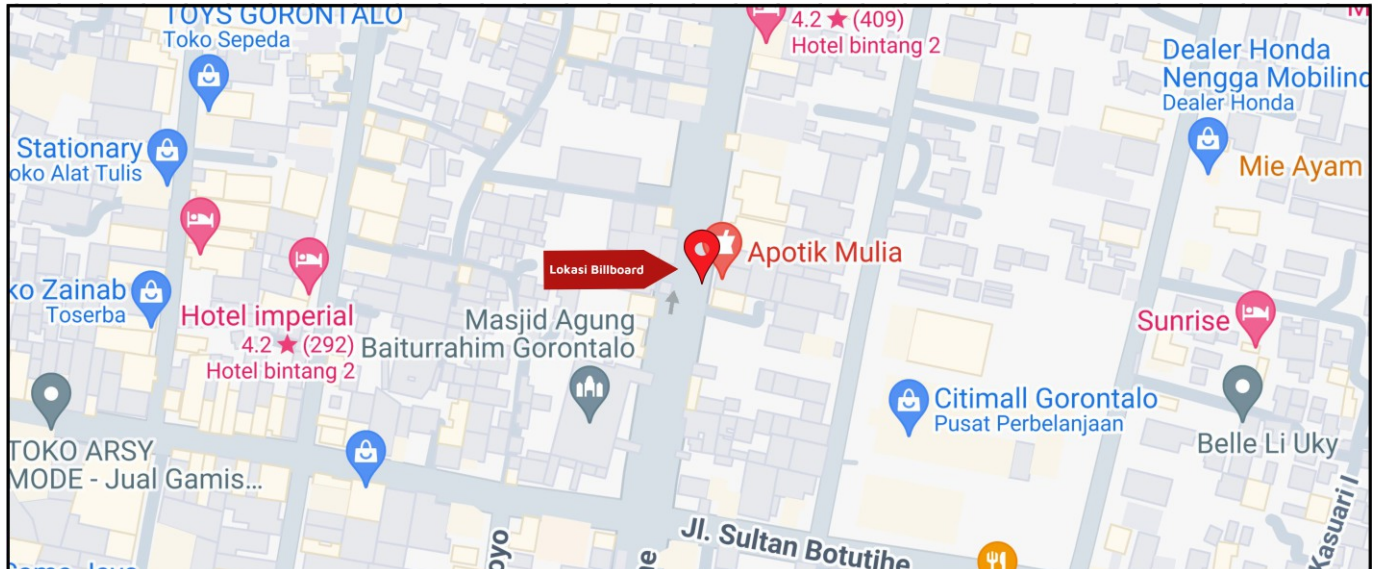 TOYS GORONTALO
Toko Sepeda
4.2 ★ (409)
Hotel bintang 2
Dealer Honda
Nengga Mobilind
Dealer Honda
Stationary
oko Alat Tulis
Mie Ayam
Lokasi Billboard
Apotik Mulia
ko Zainab
Toserba
Hotel imperial
4.2 ★ (292)
Hotel bintang 2
Masjid Agung
Baiturrahim Gorontalo
Sunrise
Citimall Gorontalo
Pusat Perbelanjaan
Belle Li Uky
TOKO ARSY
MODE - Jual Gamis...
Jl. Sultan Botutihe
oyo
Kasuari I